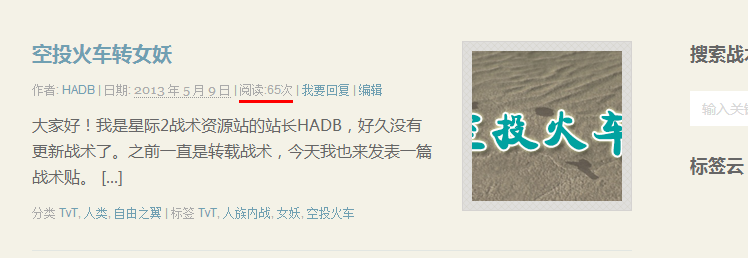 空投火车转女妖
作者: HADB | 日期: 2013 年 5 月 9 日 | 阅读:65次 | 我要回复 | 编辑
大家好！我是星际2战术资源站的站长HADB，好久没有
更新战术了。之前一直是转载战术，今天我也来发表一篇
战术贴。 [...]
分类 TvT, 人类, 自由之翼 | 标签 TvT, 人族内战, 女妖, 空投火车
空投火车
搜索战术
输入关键
标签云